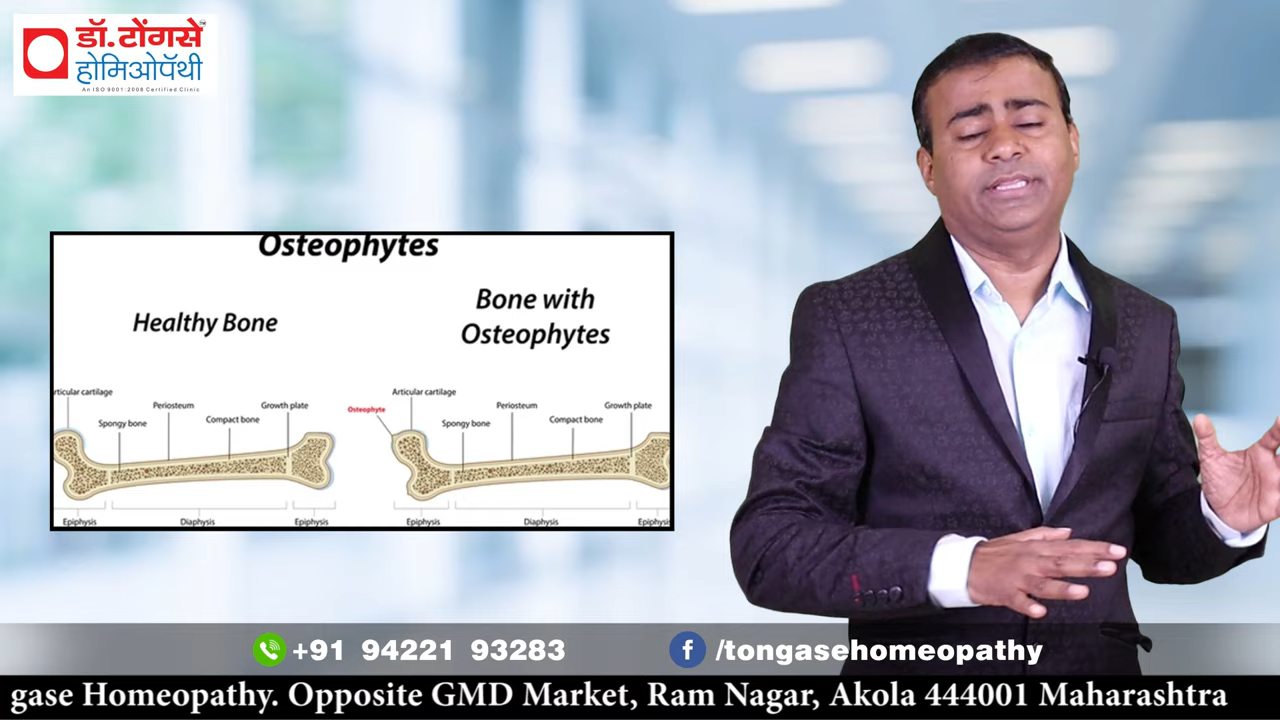 डॉ.टोंगसे
होमिओपॅथी
An ISO 9001:2008 Certified Clinic
Osteophytes
Healthy Bone
Bone with
Osteophytes
rticular cartilage
Periosteum
Growth plate
Spongy bone
Compact bone
Epiphysis
Diaphysis
Epiphysis
Osteophyte
Articular cartilage
Periosteum
Growth plate
Spongy bone
Compact bone
Epiphysis
Diaphysis
Epiphysis
+91 94221 93283
/tongasehomeopathy
gase Homeopathy. Opposite GMD Market, Ram Nagar, Akola 444001 Maharashtra